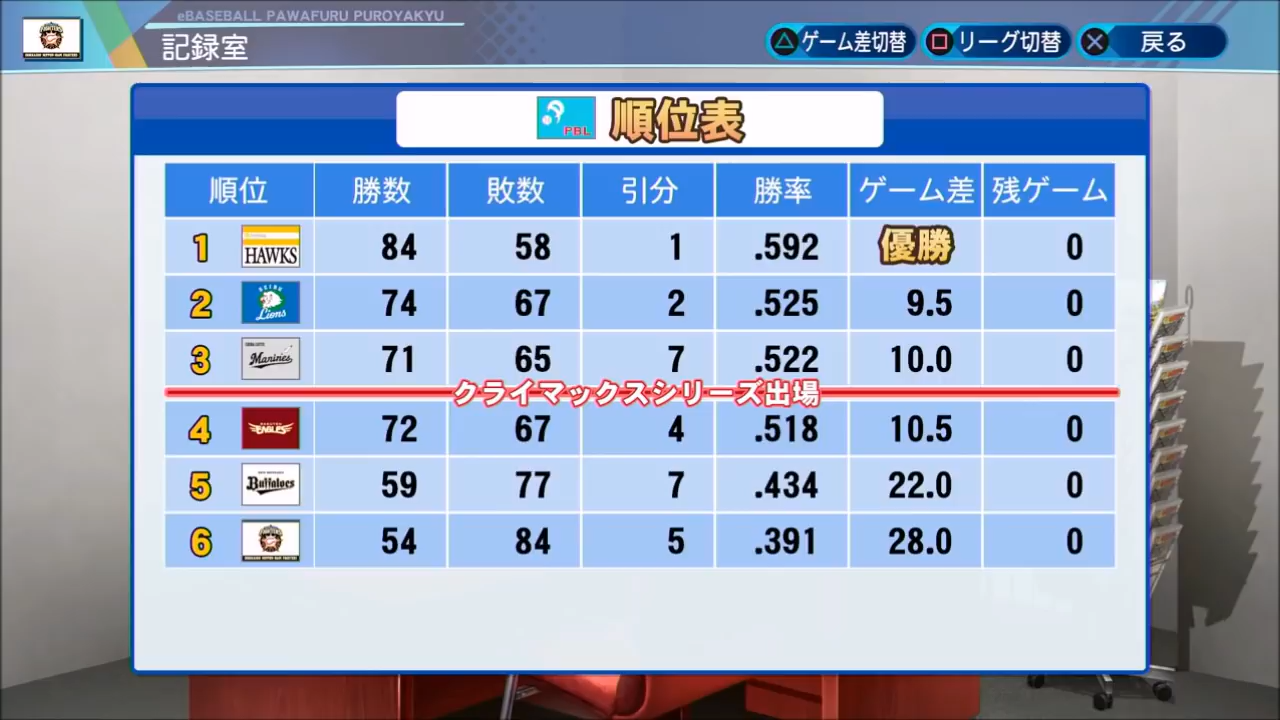 eBASEBALL PAWAFURU PUROYAKYU
記録室
ゲーム差切替 リーグ切替 戻る
PBL 順位表
順位 勝数 敗数 引分 勝率 ゲーム差 残ゲーム
1 HAWKS 84 58 1 .592 優勝 0
2 SEIBU Lions 74 67 2 .525 9.5 0
3 Marines 71 65 7 .522 10.0 0
クライマックスシリーズ出場
4 EAGLES 72 67 4 .518 10.5 0
5 Buffaloes 59 77 7 .434 22.0 0
6 FIGHTERS 54 84 5 .391 28.0 0